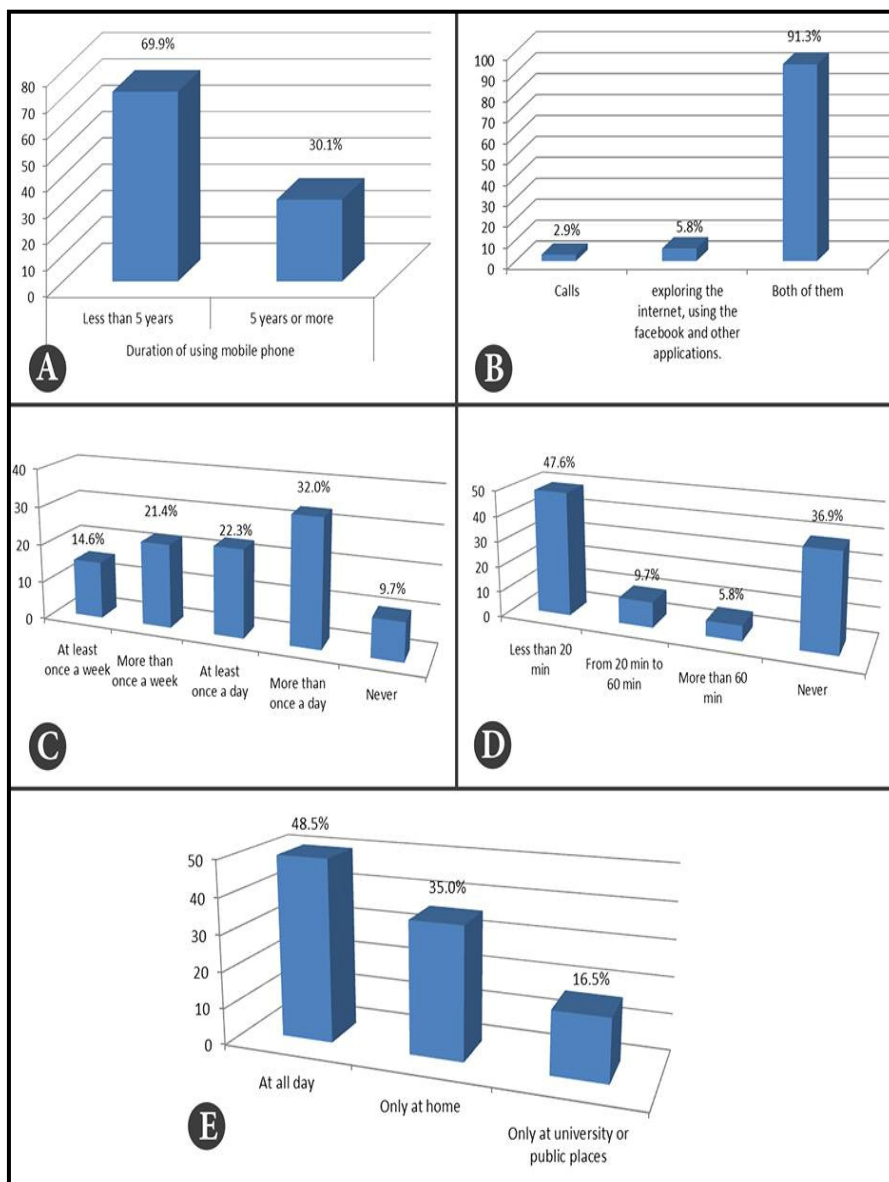 69.9%
30.1%
80
70
60
50
40
30
20
10
0
Less than 5 years
5 years or more
Duration of using mobile phone
A
91.3%
2.9%
5.8%
100
90
80
70
60
50
40
30
20
10
0
Calls
exploring the
internet, using the
facebook and other
applications.
Both of them
B
40
30
20
10
0
14.6%
21.4%
22.3%
32.0%
9.7%
At least
once a week
More than
once a week
At least
once a day
More than
once a day
Never
C
47.6%
9.7%
5.8%
36.9%
50
40
30
20
10
0
Less than 20
min
From 20 min to
60 min
More than 60
min
Never
D
48.5%
35.0%
16.5%
50
40
30
20
10
0
At all day
Only at home
Only at university or
public places
E